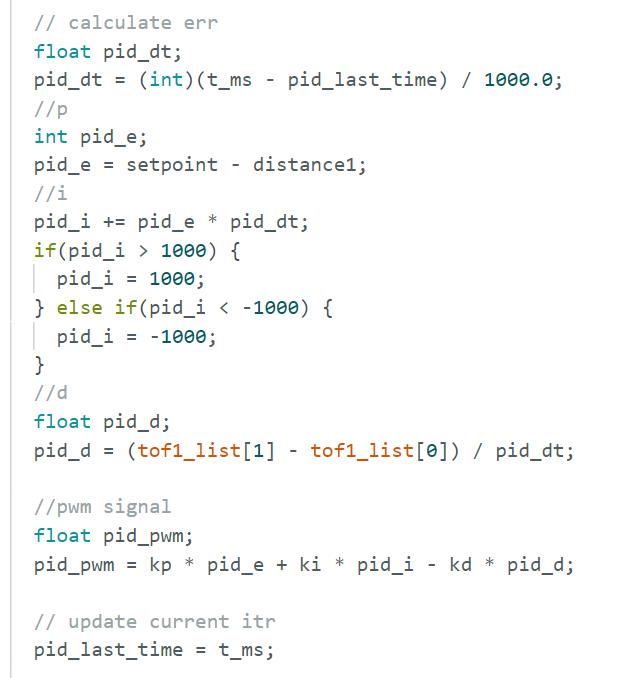 // calculate err
float pid_dt;
pid_dt = (int)(t_ms - pid_last_time) / 1000.0;
//p
int pid_e;
pid_e = setpoint - distance1;
//i
pid_i += pid_e * pid_dt;
if(pid_i > 1000) {
  pid_i = 1000;
} else if(pid_i < -1000) {
  pid_i = -1000;
}
//d
float pid_d;
pid_d = (tof1_list[1] - tof1_list[0]) / pid_dt;

//pwm signal
float pid_pwm;
pid_pwm = kp * pid_e + ki * pid_i - kd * pid_d;

// update current itr
pid_last_time = t_ms;